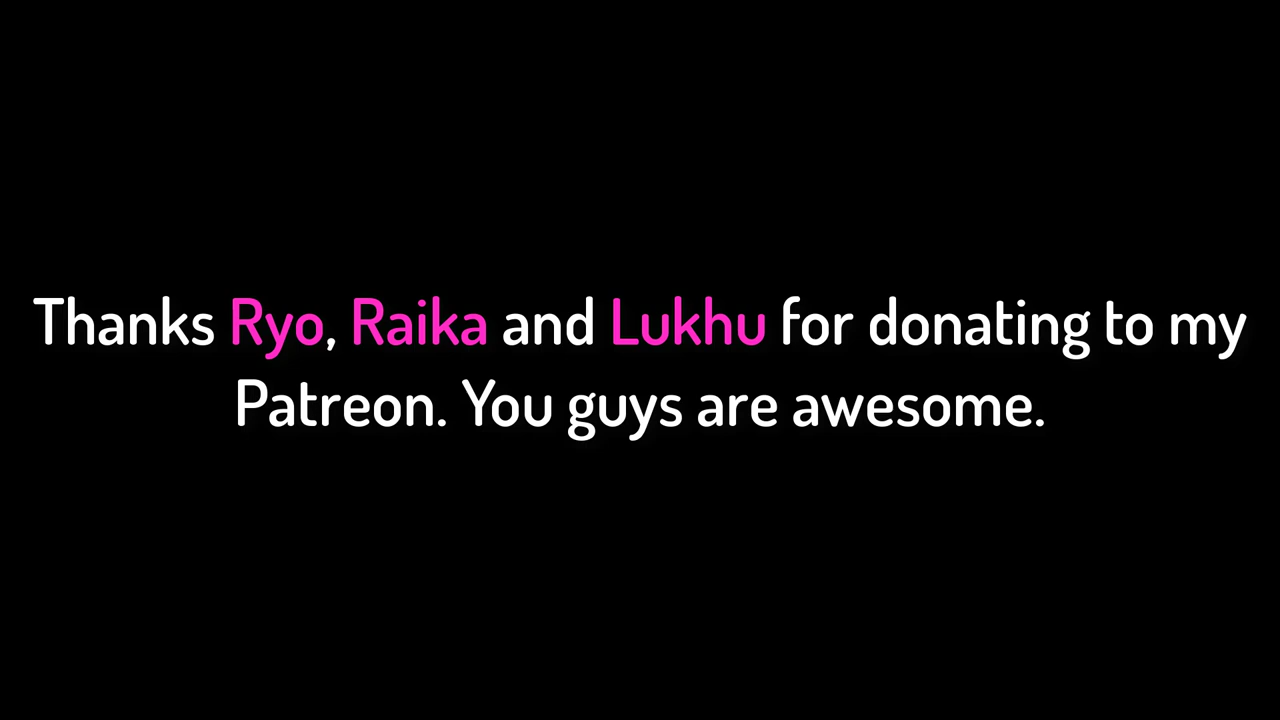 Thanks Ryo, Raika and Lukhu for donating to my
Patreon. You guys are awesome.